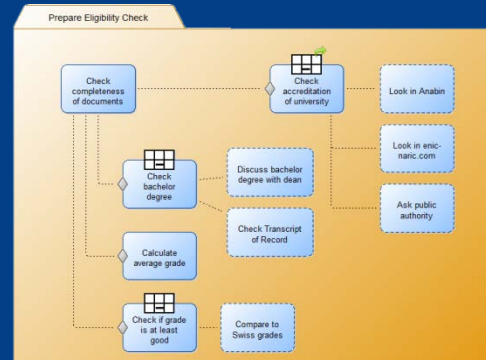 Prepare Eligibility Check
Check
completeness
of documents
Check
accreditation
of university
Look in Anabin
Look in enic-
naric.com
Ask public
authority
Check
bachelor
degree
Discuss bachelor
degree with dean
Check Transcript
of Record
Calculate
average grade
Check if grade
is at least
good
Compare to
Swiss grades